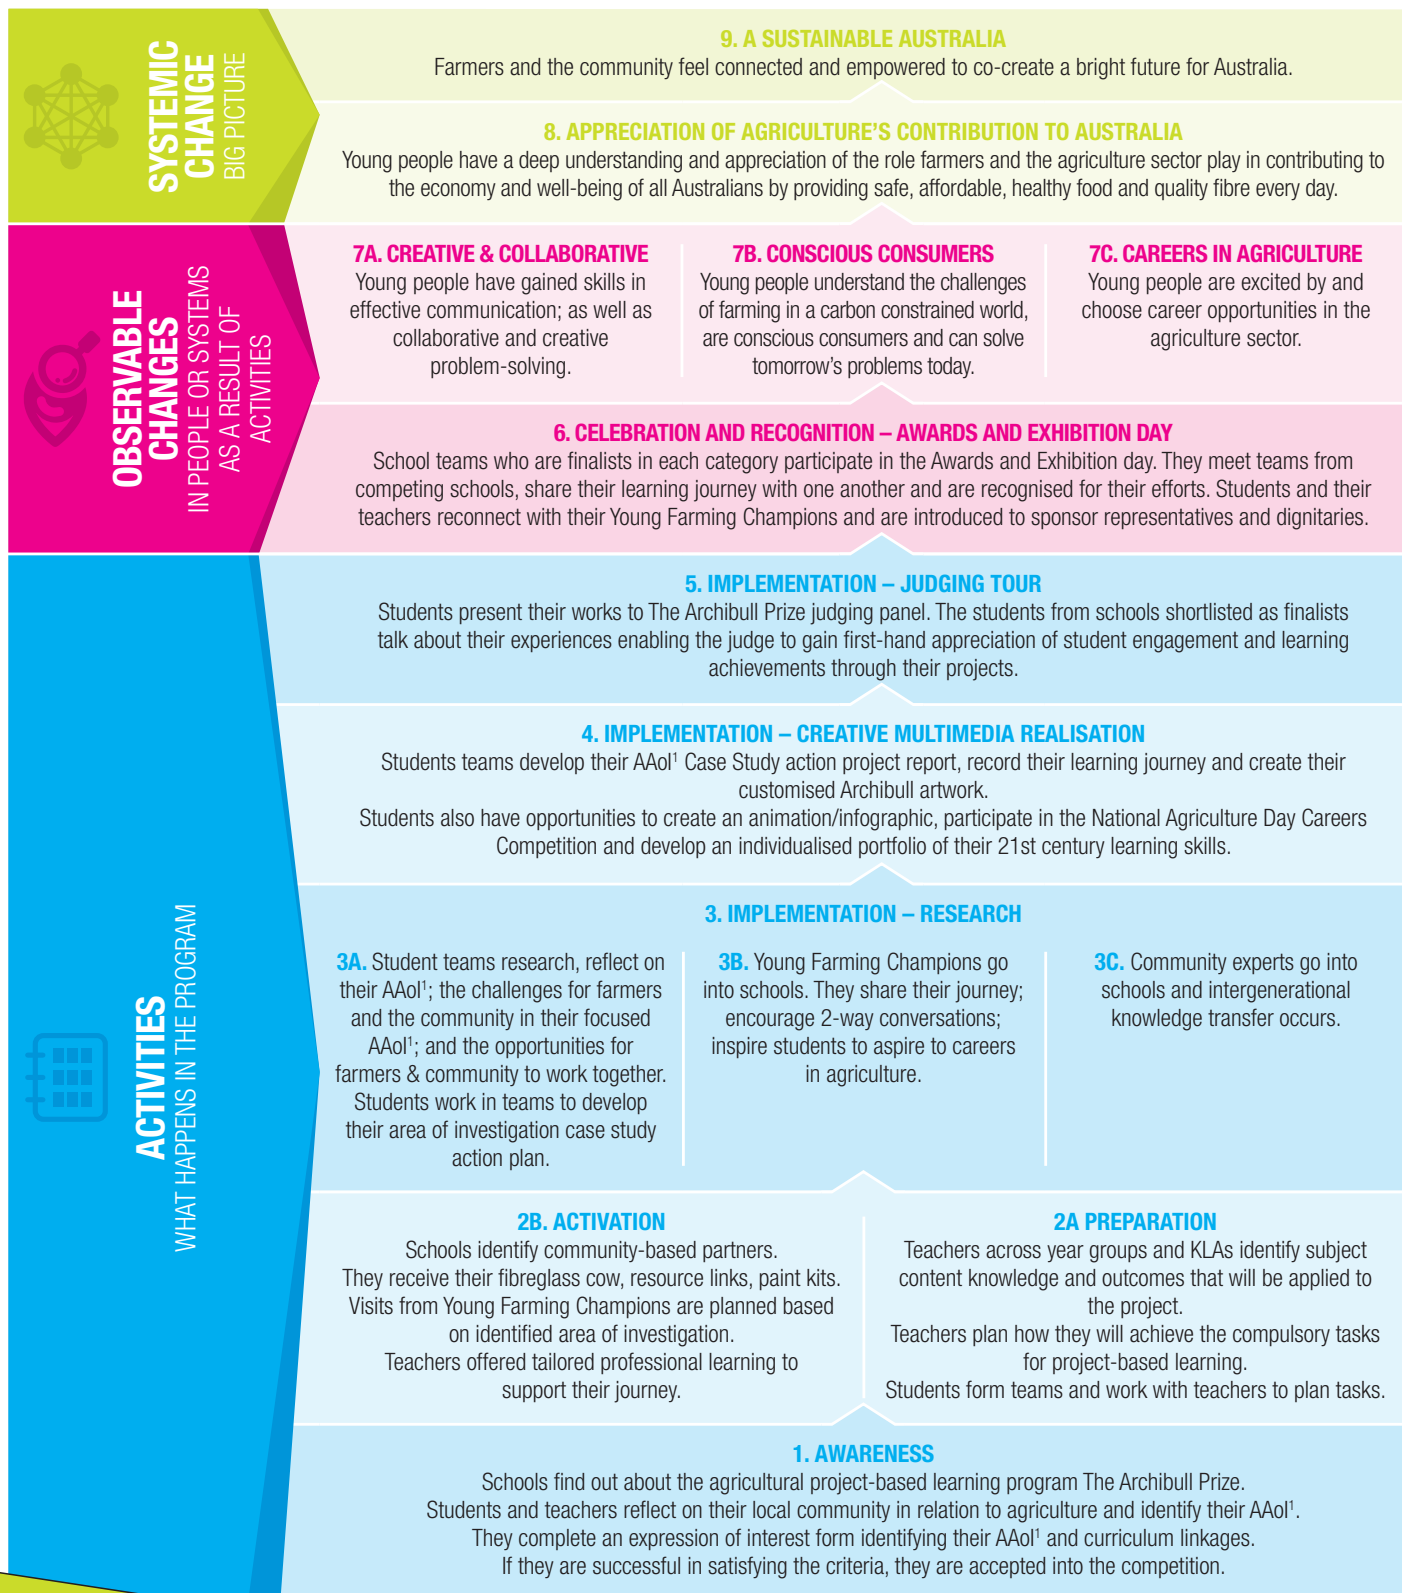 SYSTEMIC
CHANGE
BIG PICTURE
9. A SUSTAINABLE AUSTRALIA
Farmers and the community feel connected and empowered to co-create a bright future for Australia.
8. APPRECIATION OF AGRICULTURE'S CONTRIBUTION TO AUSTRALIA
Young people have a deep understanding and appreciation of the role farmers and the agriculture sector play in contributing to
the economy and well-being of all Australians by providing safe, affordable, healthy food and quality fibre every day.
OBSERVABLE
CHANGES
IN PEOPLE OR SYSTEMS
AS A RESULT OF
ACTIVITIES
7A. CREATIVE & COLLABORATIVE
Young people have gained skills in
effective communication; as well as
collaborative and creative
problem-solving.
7B. CONSCIOUS CONSUMERS
Young people understand the challenges
of farming in a carbon constrained world,
are conscious consumers and can solve
tomorrow's problems today.
7C. CAREERS IN AGRICULTURE
Young people are excited by and
choose career opportunities in the
agriculture sector.
6. CELEBRATION AND RECOGNITION – AWARDS AND EXHIBITION DAY
School teams who are finalists in each category participate in the Awards and Exhibition day. They meet teams from
competing schools, share their learning journey with one another and are recognised for their efforts. Students and their
teachers reconnect with their Young Farming Champions and are introduced to sponsor representatives and dignitaries.
ACTIVITIES
WHAT HAPPENS IN THE PROGRAM
5. IMPLEMENTATION – JUDGING TOUR
Students present their works to The Archibull Prize judging panel. The students from schools shortlisted as finalists
talk about their experiences enabling the judge to gain first-hand appreciation of student engagement and learning
achievements through their projects.
4. IMPLEMENTATION – CREATIVE MULTIMEDIA REALISATION
Students teams develop their AAoI¹ Case Study action project report, record their learning journey and create their
customised Archibull artwork.
Students also have opportunities to create an animation/infographic, participate in the National Agriculture Day Careers
Competition and develop an individualised portfolio of their 21st century learning skills.
3. IMPLEMENTATION – RESEARCH
3A. Student teams research, reflect on
their AAoI¹; the challenges for farmers
and the community in their focused
AAoI¹; and the opportunities for
farmers & community to work together.
Students work in teams to develop
their area of investigation case study
action plan.
3B. Young Farming Champions go
into schools. They share their journey;
encourage 2-way conversations;
inspire students to aspire to careers
in agriculture.
3C. Community experts go into
schools and intergenerational
knowledge transfer occurs.
2B. ACTIVATION
Schools identify community-based partners.
They receive their fibreglass cow, resource links, paint kits.
Visits from Young Farming Champions are planned based
on identified area of investigation.
Teachers offered tailored professional learning to
support their journey.
2A PREPARATION
Teachers across year groups and KLAs identify subject
content knowledge and outcomes that will be applied to
the project.
Teachers plan how they will achieve the compulsory tasks
for project-based learning.
Students form teams and work with teachers to plan tasks.
1. AWARENESS
Schools find out about the agricultural project-based learning program The Archibull Prize.
Students and teachers reflect on their local community in relation to agriculture and identify their AAoI¹.
They complete an expression of interest form identifying their AAoI¹ and curriculum linkages.
If they are successful in satisfying the criteria, they are accepted into the competition.